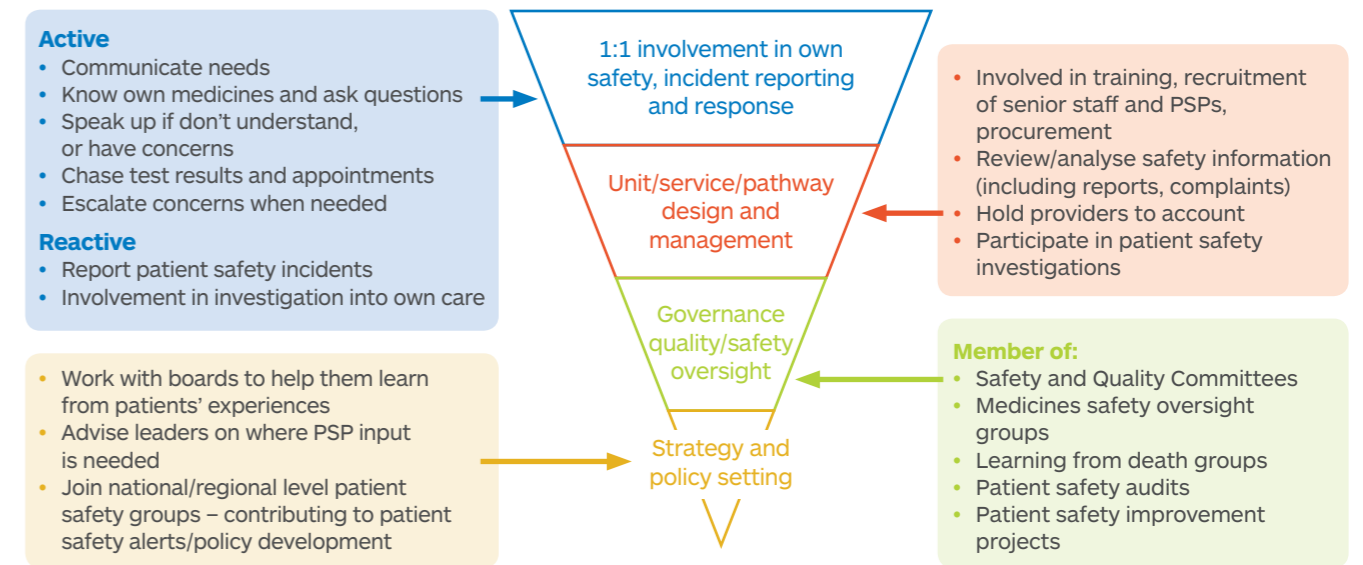 Active
• Communicate needs
• Know own medicines and ask questions
• Speak up if don’t understand,
or have concerns
• Chase test results and appointments
• Escalate concerns when needed
Reactive
• Report patient safety incidents
• Involvement in investigation into own care
1:1 involvement in own
safety, incident reporting
and response
• Involved in training, recruitment
of senior staff and PSPs,
procurement
• Review/analyse safety information
(including reports, complaints)
• Hold providers to account
• Participate in patient safety
investigations
Unit/service/pathway
design and
management
Governance
quality/safety
oversight
Member of:
• Safety and Quality Committees
• Medicines safety oversight
groups
• Learning from death groups
• Patient safety audits
• Patient safety improvement
projects
• Work with boards to help them learn
from patients’ experiences
• Advise leaders on where PSP input
is needed
• Join national/regional level patient
safety groups – contributing to patient
safety alerts/policy development
Strategy and
policy setting